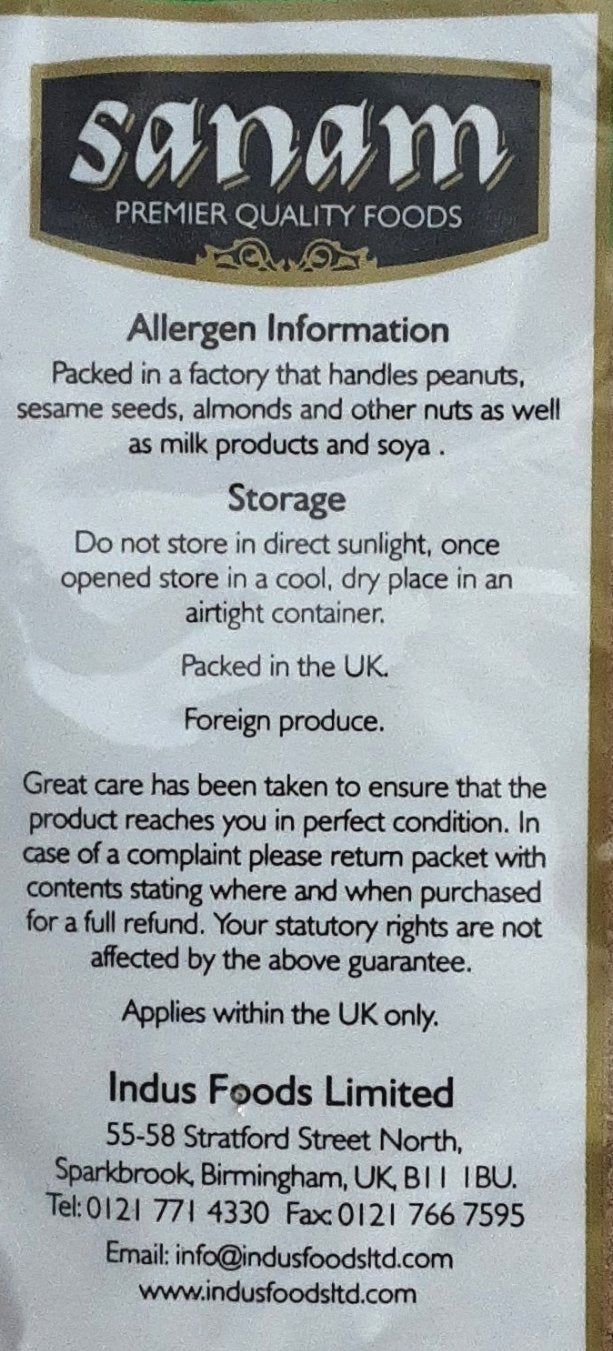 sanam
PREMIER QUALITY FOODS
Allergen Information
Packed in a factory that handles peanuts,
sesame seeds, almonds and other nuts as well
as milk products and soya .
Storage
Do not store in direct sunlight, once
opened store in a cool, dry place in an
airtight container.
Packed in the UK.
Foreign produce.
Great care has been taken to ensure that the
product reaches you in perfect condition. In
case of a complaint please return packet with
contents stating where and when purchased
for a full refund. Your statutory rights are not
affected by the above guarantee.
Applies within the UK only.
Indus Foods Limited
55-58 Stratford Street North,
Sparkbrook, Birmingham, UK, B11 1BU.
Tel: 0121 771 4330 Fax: 0121 766 7595
Email: info@indusfoodsltd.com
www.indusfoodsltd.com